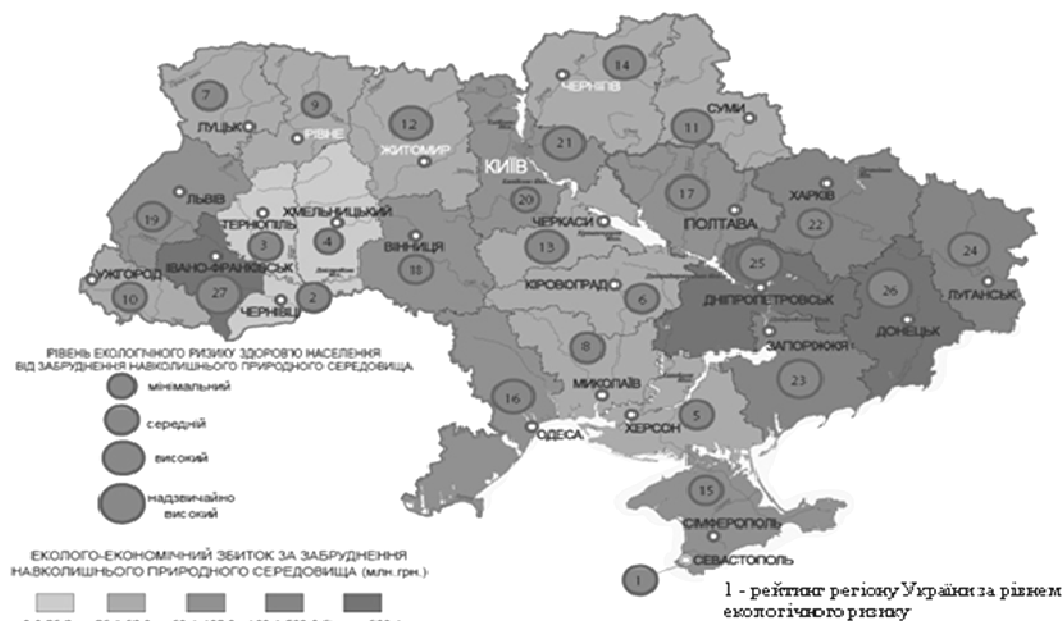 14
ЧЕРНІГІВ
7
9
СУМИ
12
11
ЛУЦЬК
РІВНЕ
21
ЖИТОМИР
КИЇВ
ХАРКІВ
17
ЛЬВІВ
20
19
ХМЕЛЬНИЦЬКИЙ
ТЕРНОПІЛЬ
ЧЕРКАСИ
ПОЛТАВА
22
3
4
ВІННИЦЯ
13
24
ІВАНО-ФРАНКІВСЬК
18
25
УЖГОРОД
КІРОВОГРАД
26
ЛУГАНСЬК
10
27
2
6
ДНІПРОПЕТРОВСЬК
ЧЕРНІВЦІ
ДОНЕЦЬК
8
ЗАПОРІЖЖЯ
РІВЕНЬ ЕКОЛОГІЧНОГО РИЗИКУ ЗДОРОВ'Ю НАСЕЛЕННЯ
ВІД ЗАБРУДНЕННЯ НАВКОЛИШНЬОГО ПРИРОДНОГО СЕРЕДОВИЩА
мінімальний
середній
високий
надзвичайно
високий
МИКОЛАЇВ
23
16
5
ХЕРСОН
ОДЕСА
15
СІМФЕРОПОЛЬ
СЕВАСТОПОЛЬ
1
ЕКОЛОГО-ЕКОНОМІЧНИЙ ЗБИТОК ЗА ЗАБРУДНЕННЯ
НАВКОЛИШНЬОГО ПРИРОДНОГО СЕРЕДОВИЩА (млн.грн.)
1 - рейтинг регіону України за рівнем
екологічного ризику